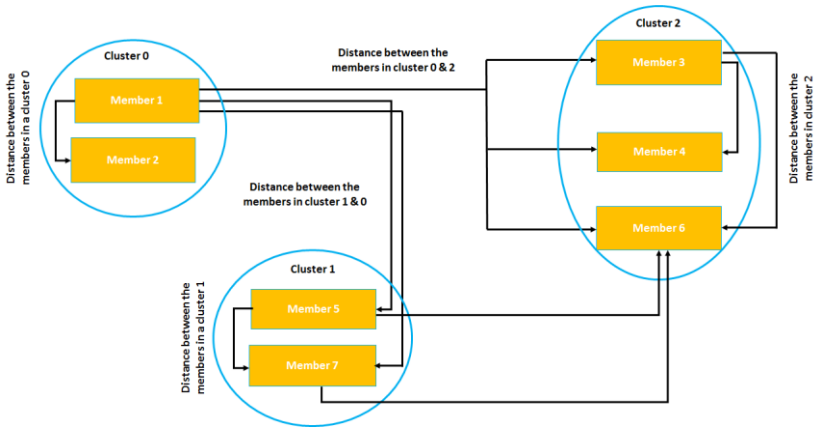 Cluster 0
Member 1
Member 2
Distance between the
members in a cluster 0
Distance between the
members in cluster 0 & 2
Cluster 2
Member 3
Member 4
Member 6
Distance between the
members in cluster 2
Distance between the
members in cluster 1 & 0
Cluster 1
Member 5
Member 7
Distance between the
members in a cluster 1